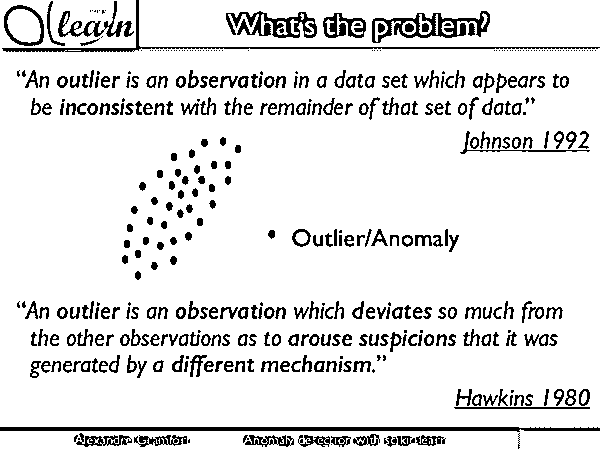 learn
What's the problem?
“An outlier is an observation in a data set which appears to
be inconsistent with the remainder of that set of data.”
Johnson 1992
Outlier/Anomaly
“An outlier is an observation which deviates so much from
the other observations as to arouse suspicions that it was
generated by a different mechanism.”
Hawkins 1980
Alexandre Gramfort
Anomaly detection with scikit-learn